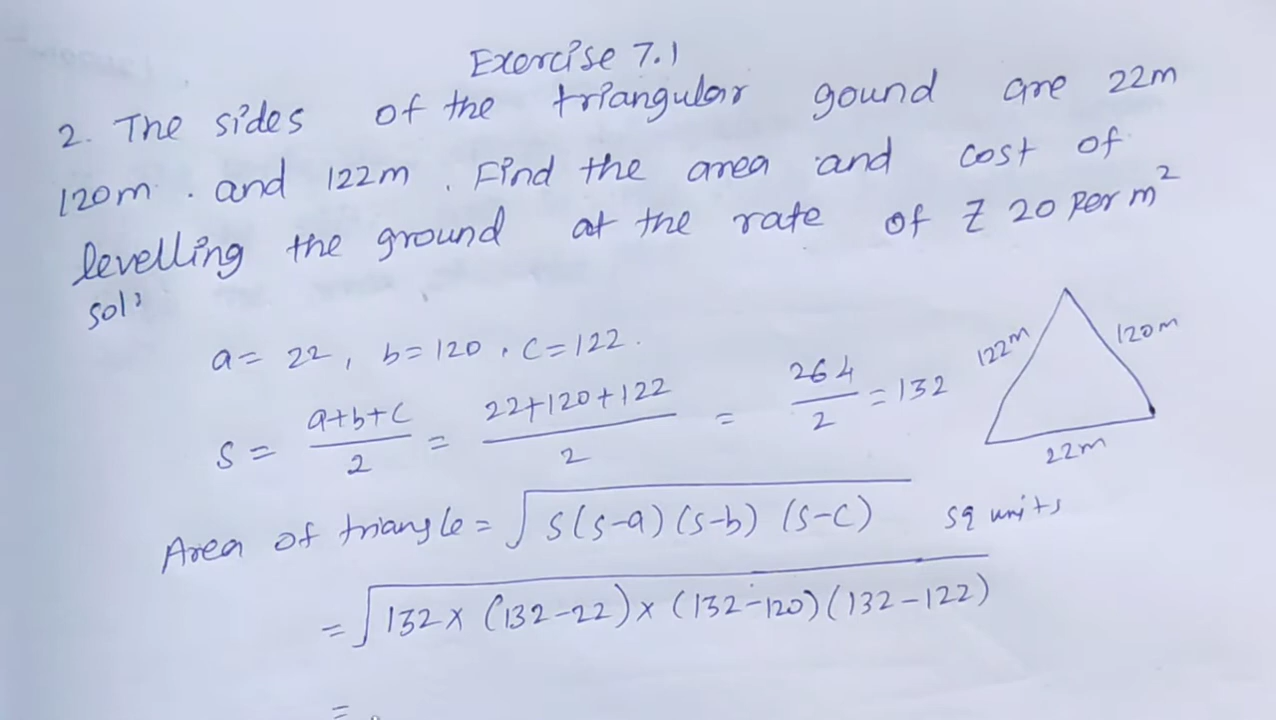 Exercise 7.1
2. The sides of the triangular gound are 22m
120m . and 122m . Find the area and cost of
levelling the ground at the rate of ₹ 20 Per m²
sol:
a = 22 , b = 120 , c = 122 .
s = (a+b+c)/2 = (22+120+122)/2 = 264/2 = 132
122m
120m
22m
Area of triangle = √(s(s-a) (s-b) (s-c)) sq units
= √(132 x (132-22) x (132-120) (132-122))
=